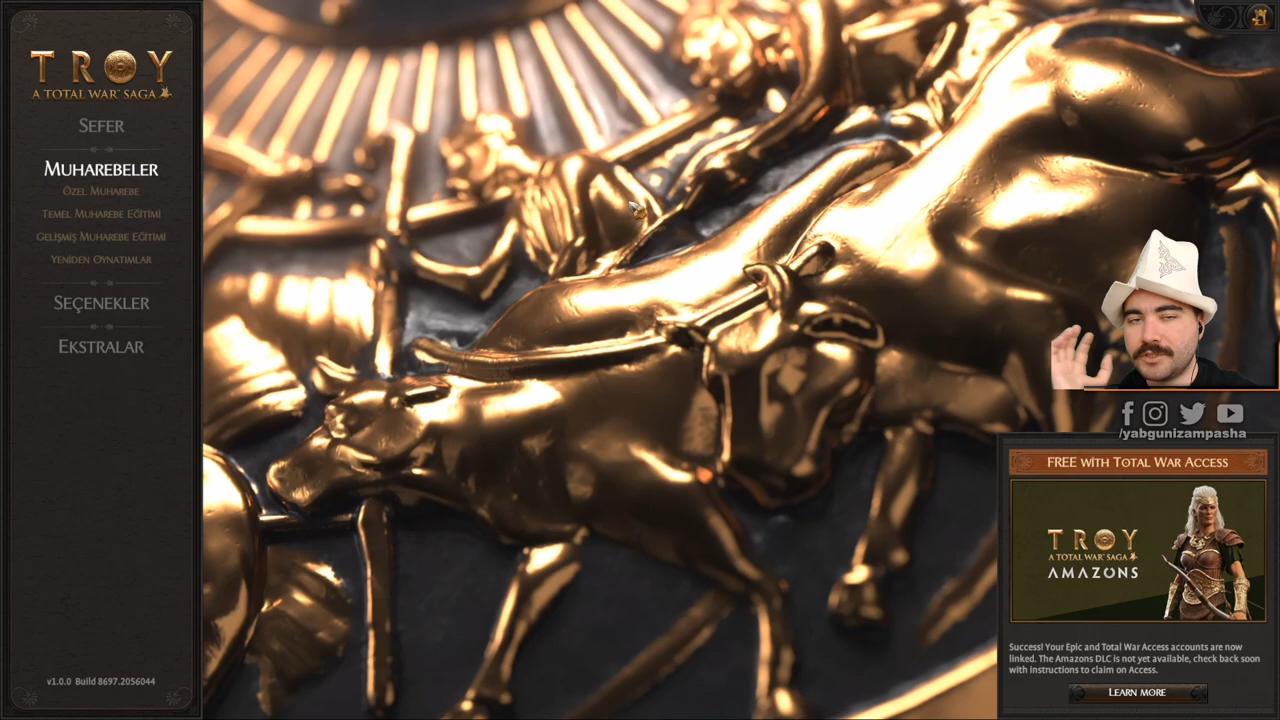 TROY
A TOTAL WAR™ SAGA
SEFER
MUHAREBELER
ÖZEL MUHAREBE
TEMEL MUHAREBE EĞİTİMİ
GELİŞMİŞ MUHAREBE EĞİTİMİ
YENİDEN OYNATIMLAR
SEÇENEKLER
EKSTRALAR
v1.0.0 Build 8697.2056044
/yabgunizampasha
FREE with TOTAL WAR ACCESS
TROY
A TOTAL WAR™ SAGA
AMAZONS
Success! Your Epic and Total War Access accounts are now
linked. The Amazons DLC is not yet available, check back soon
with instructions to claim on Access.
LEARN MORE